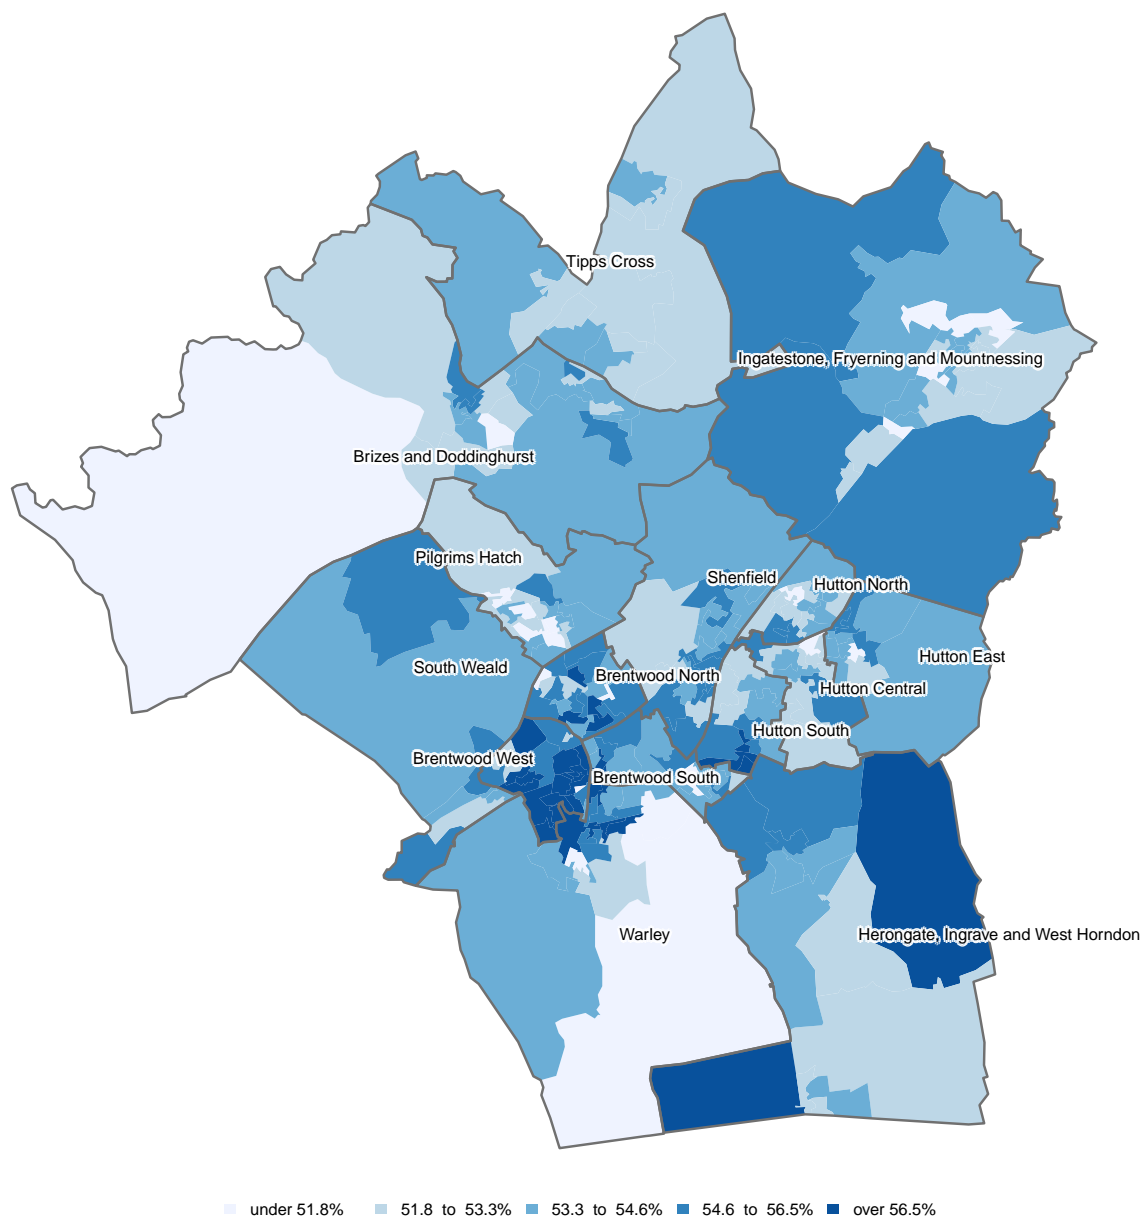 Tipps Cross
Ingatestone, Fryerning and Mountnessing
Brizes and Doddinghurst
Pilgrims Hatch
Shenfield
Hutton North
Hutton East
South Weald
Brentwood North
Hutton Central
Hutton South
Brentwood West
Brentwood South
Warley
Herongate, Ingrave and West Horndon
under 51.8% 51.8 to 53.3% 53.3 to 54.6% 54.6 to 56.5% over 56.5%